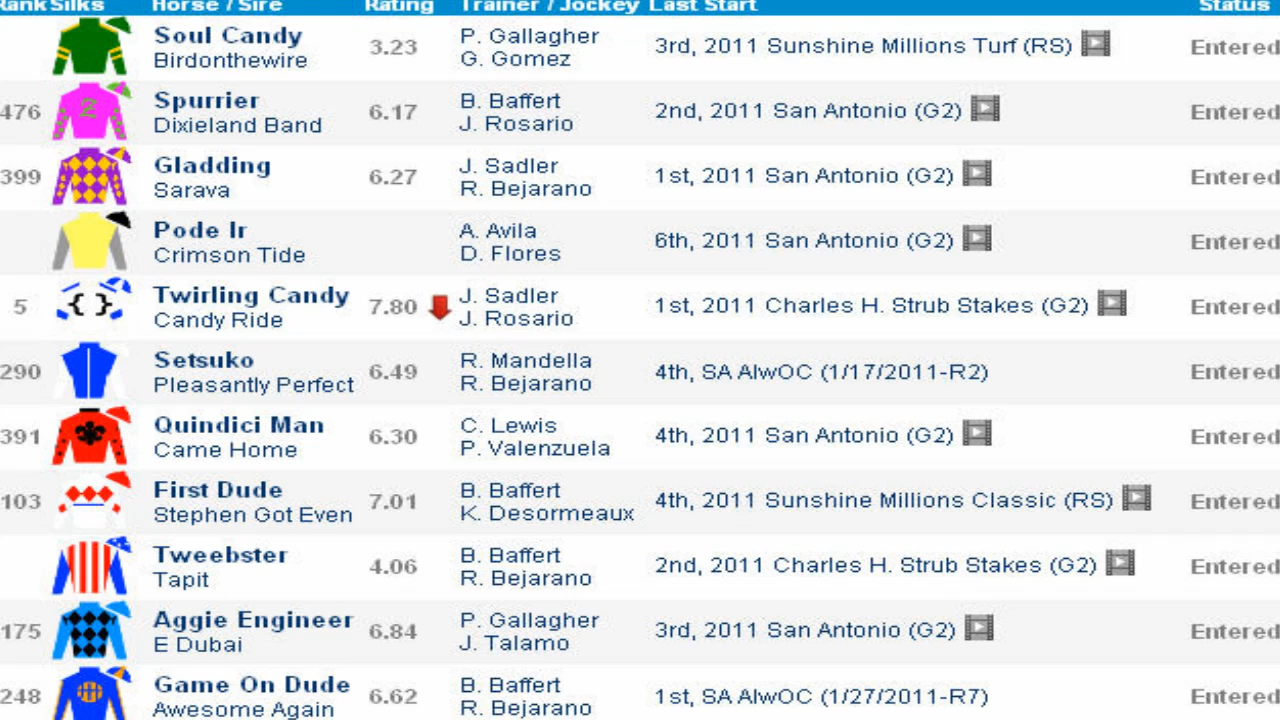 Rank Silks Horse / Sire Rating Trainer / Jockey Last Start Status
Soul Candy 3.23 P. Gallagher 3rd, 2011 Sunshine Millions Turf (RS) Entered
Birdonthewire G. Gomez
476 2 Spurrier 6.17 B. Baffert 2nd, 2011 San Antonio (G2) Entered
Dixieland Band J. Rosario
399 Gladding 6.27 J. Sadler 1st, 2011 San Antonio (G2) Entered
Sarava R. Bejarano
Pode Ir A. Avila 6th, 2011 San Antonio (G2) Entered
Crimson Tide D. Flores
5 { } Twirling Candy 7.80 J. Sadler 1st, 2011 Charles H. Strub Stakes (G2) Entered
Candy Ride J. Rosario
290 Setsuko 6.49 R. Mandella 4th, SA AlwOC (1/17/2011-R2) Entered
Pleasantly Perfect R. Bejarano
391 Quindici Man 6.30 C. Lewis 4th, 2011 San Antonio (G2) Entered
Came Home P. Valenzuela
103 First Dude 7.01 B. Baffert 4th, 2011 Sunshine Millions Classic (RS) Entered
Stephen Got Even K. Desormeaux
Tweebster 4.06 B. Baffert 2nd, 2011 Charles H. Strub Stakes (G2) Entered
Tapit R. Bejarano
175 Aggie Engineer 6.84 P. Gallagher 3rd, 2011 San Antonio (G2) Entered
E Dubai J. Talamo
248 Game On Dude 6.62 B. Baffert 1st, SA AlwOC (1/27/2011-R7) Entered
Awesome Again R. Bejarano